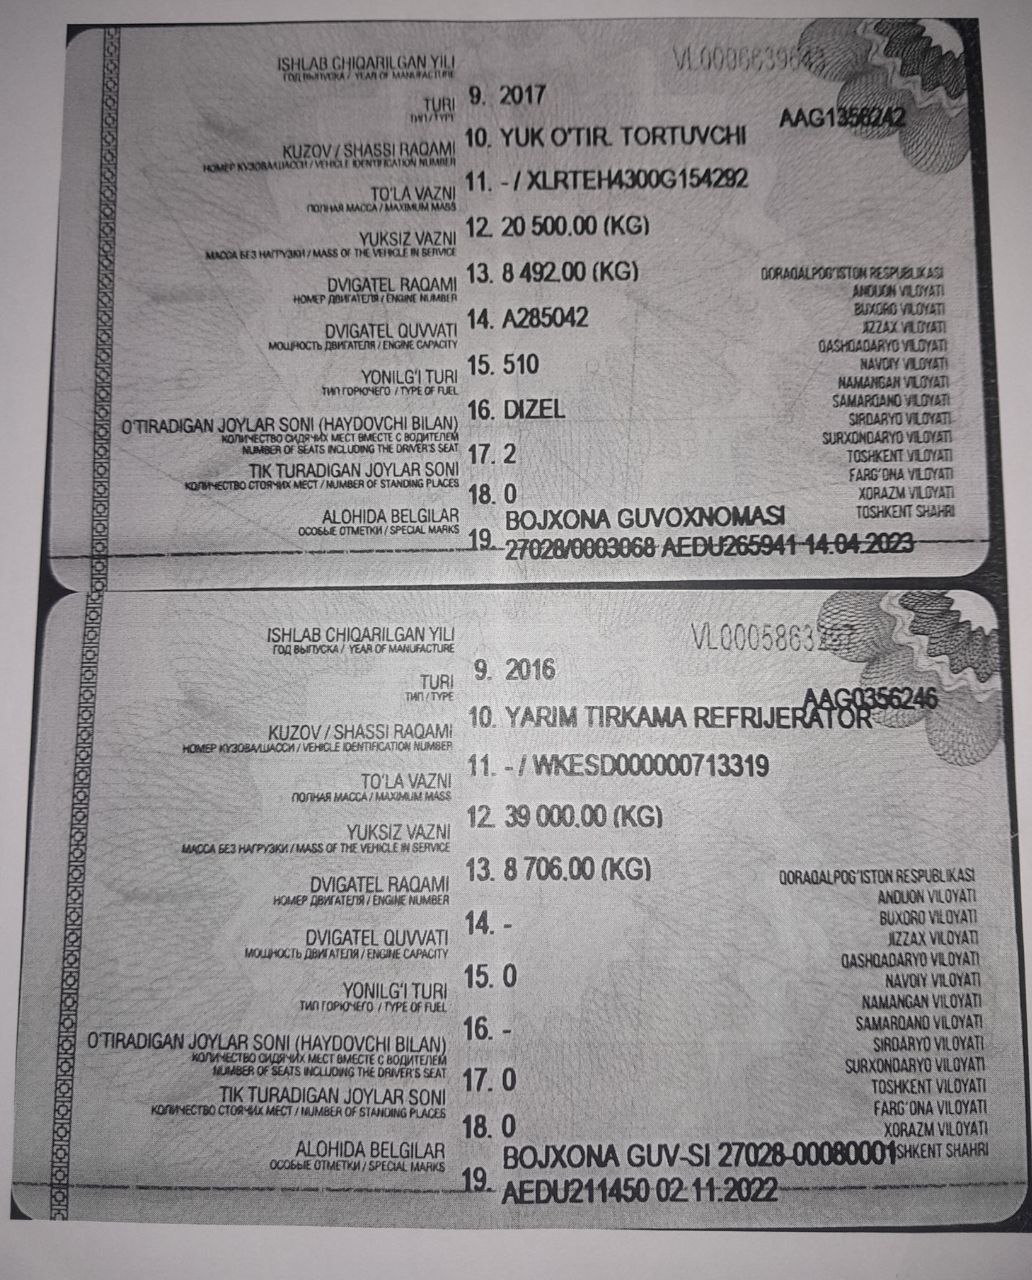 ISHLAB CHIQARILGAN YILI
ГОД ВЫПУСКА / YEAR OF MANUFACTURE
VL0006639643
9. 2017
TURI
ТИП / TYPE
AAG1356242
10. YUK O'TIR. TORTUVCHI
KUZOV / SHASSI RAQAMI
НОМЕР КУЗОВА/ШАССИ / VEHICLE IDENTIFICATION NUMBER
11. - / XLRTEH4300G154292
TO'LA VAZNI
ПОЛНАЯ МАССА / MAXIMUM MASS
12. 20 500.00 (KG)
YUKSIZ VAZNI
МАССА БЕЗ НАГРУЗКИ / MASS OF THE VEHICLE IN SERVICE
13. 8 492.00 (KG)
DVIGATEL RAQAMI
НОМЕР ДВИГАТЕЛЯ / ENGINE NUMBER
14. A285042
DVIGATEL QUVVATI
МОЩНОСТЬ ДВИГАТЕЛЯ / ENGINE CAPACITY
15. 510
YONILG'I TURI
ТИП ГОРЮЧЕГО / TYPE OF FUEL
16. DIZEL
O'TIRADIGAN JOYLAR SONI (HAYDOVCHI BILAN)
КОЛИЧЕСТВО СИДЯЧИХ МЕСТ ВМЕСТЕ С ВОДИТЕЛЕМ
NUMBER OF SEATS INCLUDING THE DRIVER'S SEAT
17. 2
TIK TURADIGAN JOYLAR SONI
КОЛИЧЕСТВО СТОЯЧИХ МЕСТ / NUMBER OF STANDING PLACES
18. 0
ALOHIDA BELGILAR
ОСОБЫЕ ОТМЕТКИ / SPECIAL MARKS
19. BOJXONA GUVOXNOMASI
27028/0003068 AEDU265941 14.04.2023
QORAQALPOG'ISTON RESPUBLIKASI
ANDIJON VILOYATI
BUXORO VILOYATI
JIZZAX VILOYATI
QASHQADARYO VILOYATI
NAVOIY VILOYATI
NAMANGAN VILOYATI
SAMARQAND VILOYATI
SIRDARYO VILOYATI
SURXONDARYO VILOYATI
TOSHKENT VILOYATI
FARG'ONA VILOYATI
XORAZM VILOYATI
TOSHKENT SHAHRI
ISHLAB CHIQARILGAN YILI
ГОД ВЫПУСКА / YEAR OF MANUFACTURE
9. 2016
TURI
ТИП / TYPE
AAG0356246
10. YARIM TIRKAMA REFRIJERATOR
KUZOV / SHASSI RAQAMI
НОМЕР КУЗОВА/ШАССИ / VEHICLE IDENTIFICATION NUMBER
11. - / WKESD000000713319
TO'LA VAZNI
ПОЛНАЯ МАССА / MAXIMUM MASS
12. 39 000.00 (KG)
YUKSIZ VAZNI
МАССА БЕЗ НАГРУЗКИ / MASS OF THE VEHICLE IN SERVICE
13. 8 706.00 (KG)
DVIGATEL RAQAMI
НОМЕР ДВИГАТЕЛЯ / ENGINE NUMBER
14. -
DVIGATEL QUVVATI
МОЩНОСТЬ ДВИГАТЕЛЯ / ENGINE CAPACITY
15. 0
YONILG'I TURI
ТИП ГОРЮЧЕГО / TYPE OF FUEL
16. -
O'TIRADIGAN JOYLAR SONI (HAYDOVCHI BILAN)
КОЛИЧЕСТВО СИДЯЧИХ МЕСТ ВМЕСТЕ С ВОДИТЕЛЕМ
NUMBER OF SEATS INCLUDING THE DRIVER'S SEAT
17. 0
TIK TURADIGAN JOYLAR SONI
КОЛИЧЕСТВО СТОЯЧИХ МЕСТ / NUMBER OF STANDING PLACES
18. 0
ALOHIDA BELGILAR
ОСОБЫЕ ОТМЕТКИ / SPECIAL MARKS
19. BOJXONA GUV-SI 27028-00080001
AEDU211450 02.11.2022
QORAQALPOG'ISTON RESPUBLIKASI
ANDIJON VILOYATI
BUXORO VILOYATI
JIZZAX VILOYATI
QASHQADARYO VILOYATI
NAVOIY VILOYATI
NAMANGAN VILOYATI
SAMARQAND VILOYATI
SIRDARYO VILOYATI
SURXONDARYO VILOYATI
TOSHKENT VILOYATI
FARG'ONA VILOYATI
XORAZM VILOYATI
SHKENT SHAHRI